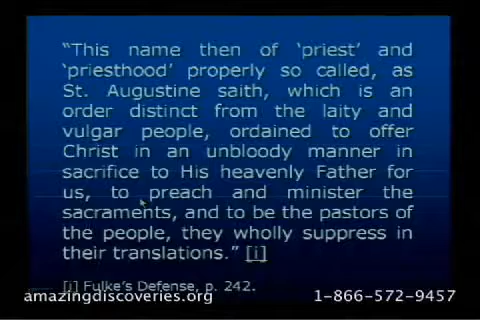 “This name then of ‘priest’ and
‘priesthood’ properly so called, as
St. Augustine saith, which is an
order distinct from the laity and
vulgar people, ordained to offer
Christ in an unbloody manner in
sacrifice to His heavenly Father for
us, to preach and minister the
sacraments, and to be the pastors of
the people, they wholly suppress in
their translations.” [i]
[i] Fulke’s Defense, p. 242.
amazingdiscoveries.org 1-866-572-9457